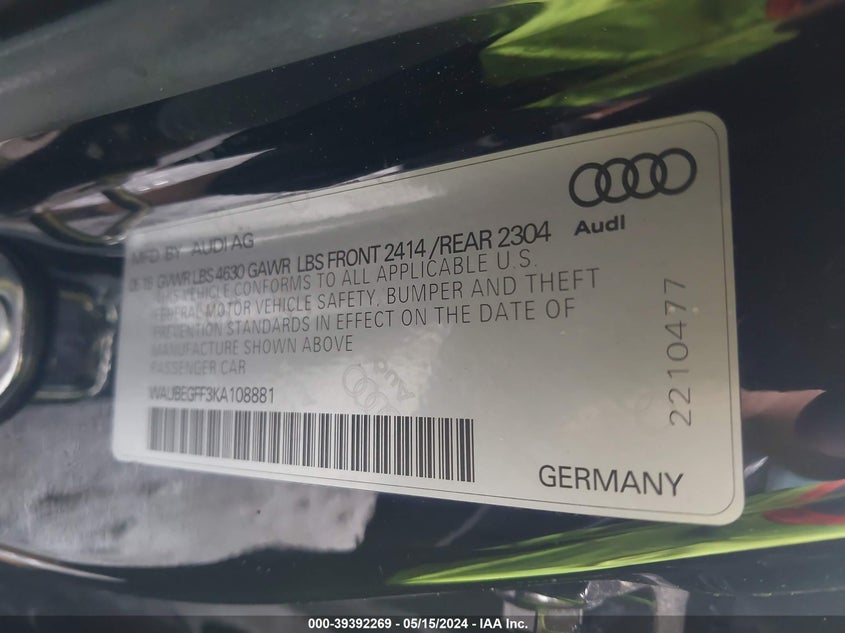 Audi
MFD BY AUDI AG
06 18 GVWR LBS 4630 GAWR LBS FRONT 2414 /REAR 2304
THIS VEHICLE CONFORMS TO ALL APPLICABLE U.S.
FEDERAL MOTOR VEHICLE SAFETY, BUMPER AND THEFT
PREVENTION STANDARDS IN EFFECT ON THE DATE OF
MANUFACTURE SHOWN ABOVE
PASSENGER CAR
WAUBEGFF3KA108881
2210477
GERMANY
000-39392269 - 05/15/2024 - IAA Inc.